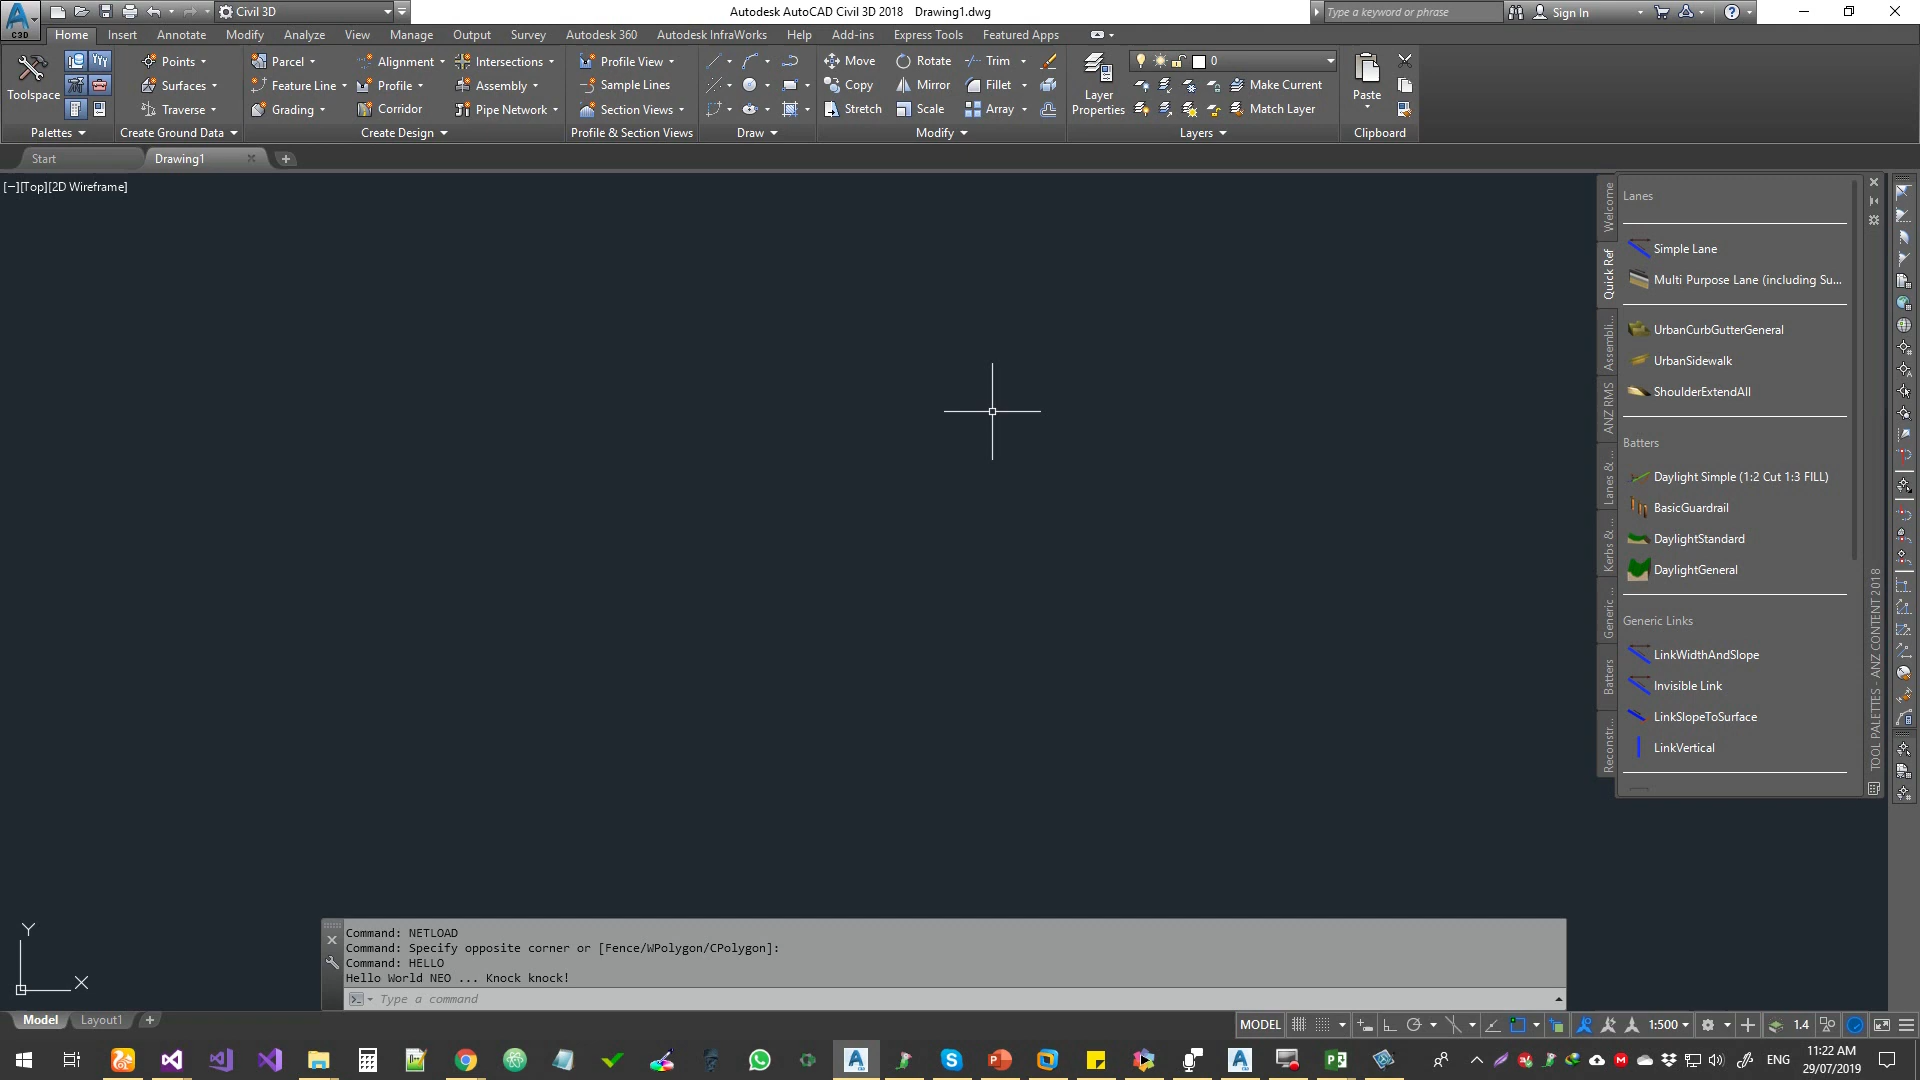 Civil 3D
Autodesk AutoCAD Civil 3D 2018 Drawing1.dwg
Type a keyword or phrase
Sign In
C3D
Home Insert Annotate Modify Analyze View Manage Output Survey Autodesk 360 Autodesk InfraWorks Help Add-ins Express Tools Featured Apps
Toolspace
Palettes
Points
Surfaces
Traverse
Create Ground Data
Parcel
Feature Line
Grading
Alignment
Profile
Corridor
Intersections
Assembly
Pipe Network
Create Design
Profile View
Sample Lines
Section Views
Profile & Section Views
Draw
Move
Copy
Stretch
Rotate
Mirror
Scale
Trim
Fillet
Array
Modify
Layer
Properties
0
Make Current
Match Layer
Layers
Paste
Clipboard
Start
Drawing1
[−][Top][2D Wireframe]
Welcome
Quick Ref
Assembli...
ANZ RMS
Lanes & ...
Kerbs & ...
Generic ...
Batters
Reconstr...
Lanes
Simple Lane
Multi Purpose Lane (including Su...
UrbanCurbGutterGeneral
UrbanSidewalk
ShoulderExtendAll
Batters
Daylight Simple (1:2 Cut 1:3 FILL)
BasicGuardrail
DaylightStandard
DaylightGeneral
Generic Links
LinkWidthAndSlope
Invisible Link
LinkSlopeToSurface
LinkVertical
TOOL PALETTES - ANZ CONTENT 2018
Y
X
Command: NETLOAD
Command: Specify opposite corner or [Fence/WPolygon/CPolygon]:
Command: HELLO
Hello World NEO ... Knock knock!
Type a command
Model Layout1
MODEL
1:500
1.4
ENG
11:22 AM
29/07/2019